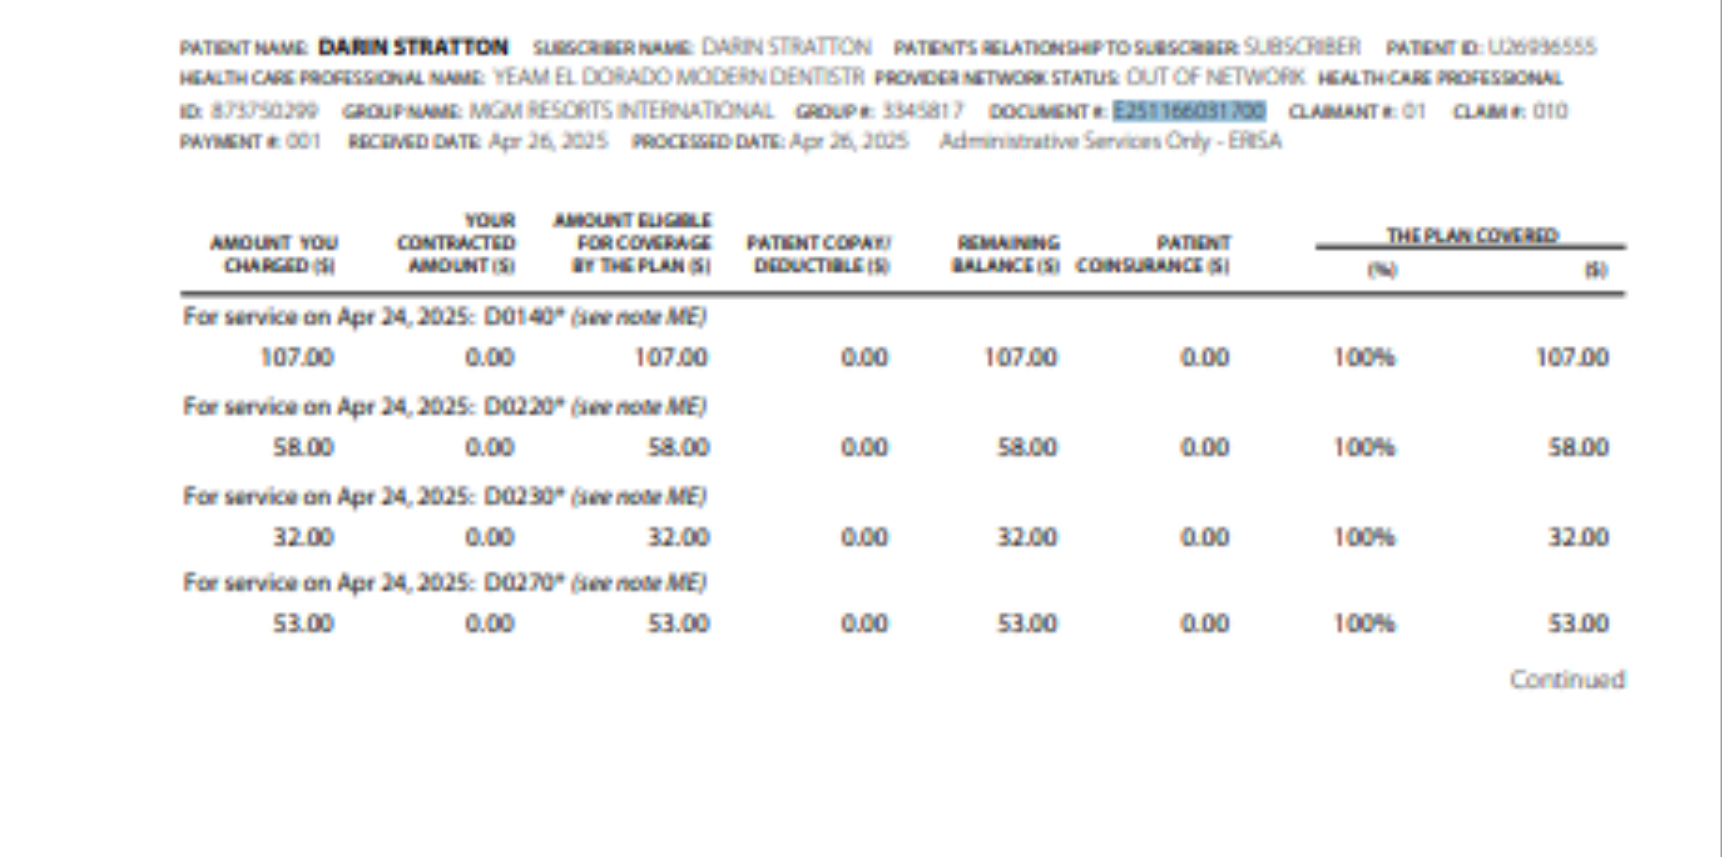 PATIENT NAME: DARIN STRATTON SUBSCRIBER NAME: DARIN STRATTON PATIENT'S RELATIONSHIP TO SUBSCRIBER: SUBSCRIBER PATIENT ID: U26936555
HEALTH CARE PROFESSIONAL NAME: YEAM EL DORADO MODERN DENTISTR PROVIDER NETWORK STATUS: OUT OF NETWORK HEALTH CARE PROFESSIONAL
ID: 873750299 GROUP NAME: MGM RESORTS INTERNATIONAL GROUP #: 3345817 DOCUMENT #: E251166031700 CLAIMANT #: 01 CLAIM #: 010
PAYMENT #: 001 RECEIVED DATE: Apr 26, 2025 PROCESSED DATE: Apr 26, 2025 Administrative Services Only - ERISA
YOUR AMOUNT ELIGIBLE
AMOUNT YOU CONTRACTED FOR COVERAGE PATIENT COPAY/ REMAINING PATIENT THE PLAN COVERED
CHARGED ($) AMOUNT ($) BY THE PLAN ($) DEDUCTIBLE ($) BALANCE ($) COINSURANCE ($) (%) ($)
For service on Apr 24, 2025: D0140* (see note ME)
107.00 0.00 107.00 0.00 107.00 0.00 100% 107.00
For service on Apr 24, 2025: D0220* (see note ME)
58.00 0.00 58.00 0.00 58.00 0.00 100% 58.00
For service on Apr 24, 2025: D0230* (see note ME)
32.00 0.00 32.00 0.00 32.00 0.00 100% 32.00
For service on Apr 24, 2025: D0270* (see note ME)
53.00 0.00 53.00 0.00 53.00 0.00 100% 53.00
Continued